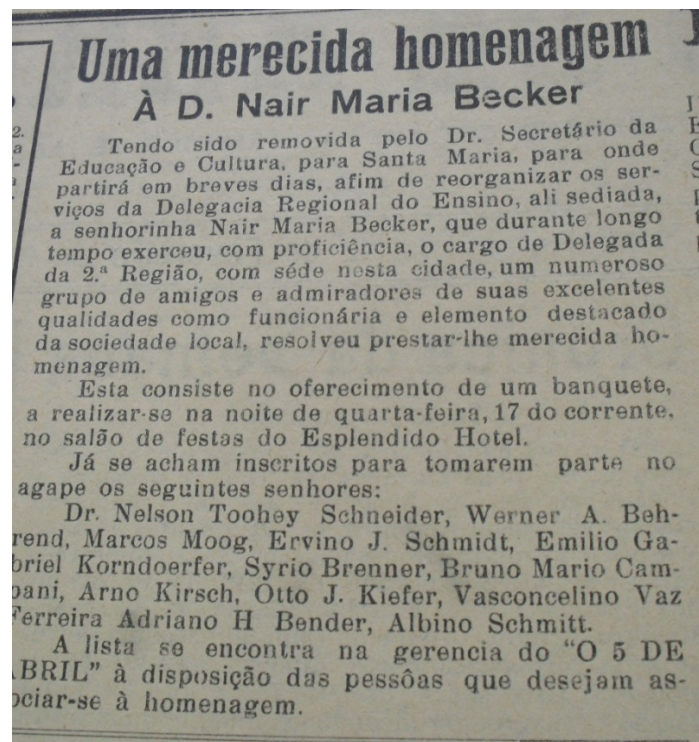 Uma merecida homenagem
À D. Nair Maria Becker
Tendo sido removida pelo Dr. Secretário da
Educação e Cultura, para Santa Maria, para onde
partirá em breves dias, afim de reorganizar os ser-
viços da Delegacia Regional do Ensino, ali sediada,
a senhorinha Nair Maria Becker, que durante longo
tempo exerceu, com proficiência, o cargo de Delegada
da 2.ª Região, com séde nesta cidade, um numeroso
grupo de amigos e admiradores de suas excelentes
qualidades como funcionária e elemento destacado
da sociedade local, resolveu prestar-lhe merecida ho-
menagem.
Esta consiste no oferecimento de um banquete,
a realizar-se na noite de quarta-feira, 17 do corrente,
no salão de festas do Esplendido Hotel.
Já se acham inscritos para tomarem parte no
agape os seguintes senhores:
Dr. Nelson Toohey Schneider, Werner A. Beh-
rend, Marcos Moog, Ervino J. Schmidt, Emilio Ga-
briel Korndoerfer, Syrio Brenner, Bruno Mario Cam-
pani, Arno Kirsch, Otto J. Kiefer, Vasconcelino Vaz
Ferreira Adriano H Bender, Albino Schmitt.
A lista se encontra na gerencia do "O 5 DE
ABRIL" à disposição das pessôas que desejam as-
ociar-se à homenagem.